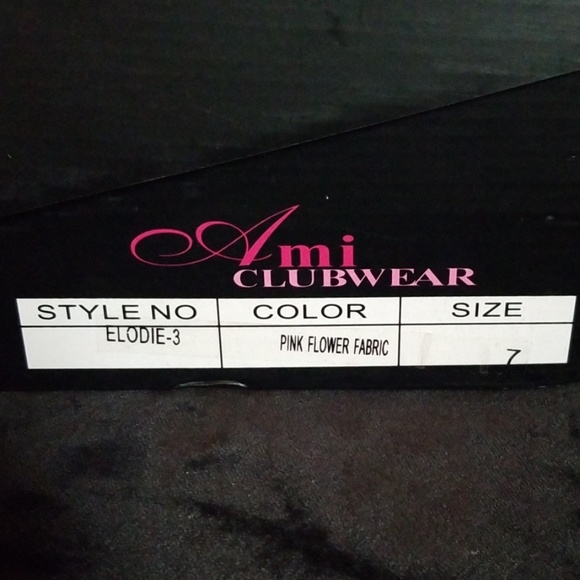 Ami
CLUBWEAR
STYLE NO COLOR SIZE
ELODIE-3 PINK FLOWER FABRIC 7